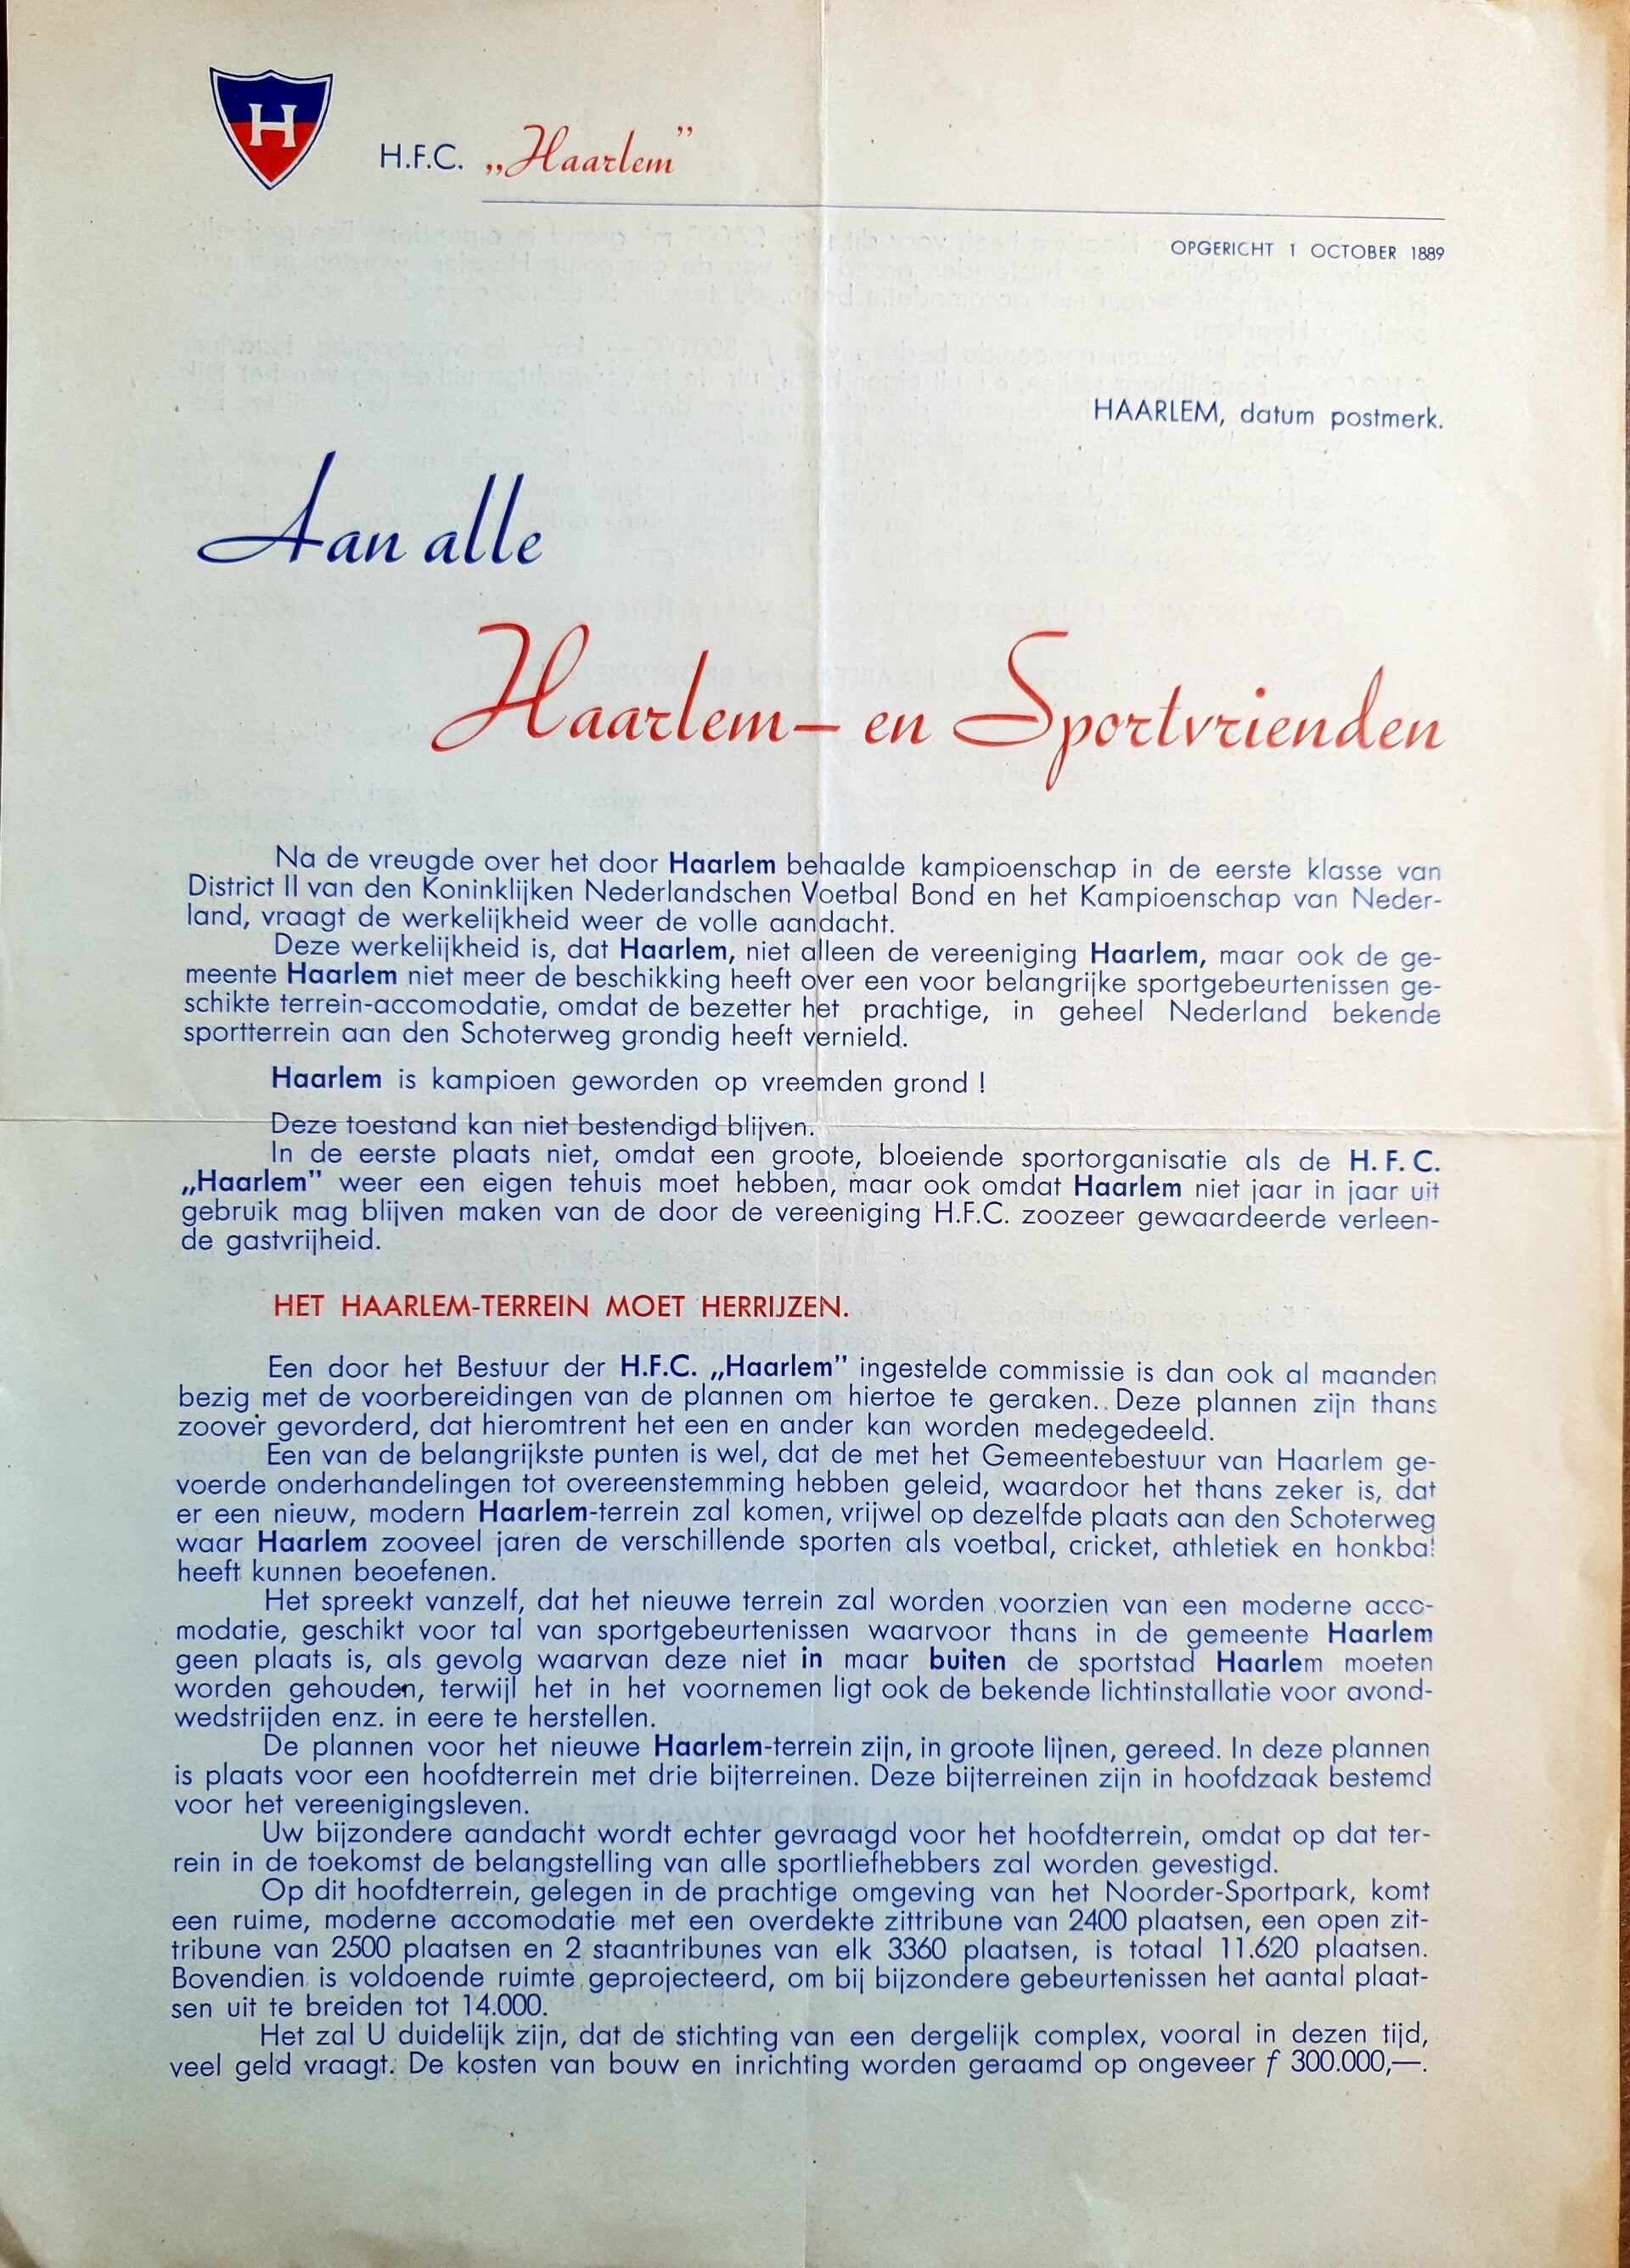 H
H.F.C. „Haarlem”
OPGERICHT 1 OCTOBER 1889
HAARLEM, datum postmerk.
Aan alle
Haarlem- en Sportvrienden
Na de vreugde over het door Haarlem behaalde kampioenschap in de eerste klasse van
District II van den Koninklijken Nederlandschen Voetbal Bond en het Kampioenschap van Neder-
land, vraagt de werkelijkheid weer de volle aandacht.
Deze werkelijkheid is, dat Haarlem, niet alleen de vereeniging Haarlem, maar ook de ge-
meente Haarlem niet meer de beschikking heeft over een voor belangrijke sportgebeurtenissen ge-
schikte terrein-accomodatie, omdat de bezetter het prachtige, in geheel Nederland bekende
sportterrein aan den Schoterweg grondig heeft vernield.
Haarlem is kampioen geworden op vreemden grond !
Deze toestand kan niet bestendigd blijven.
In de eerste plaats niet, omdat een groote, bloeiende sportorganisatie als de H. F. C.
„Haarlem” weer een eigen tehuis moet hebben, maar ook omdat Haarlem niet jaar in jaar uit
gebruik mag blijven maken van de door de vereeniging H.F.C. zoozeer gewaardeerde verleen-
de gastvrijheid.
HET HAARLEM-TERREIN MOET HERRIJZEN.
Een door het Bestuur der H.F.C. „Haarlem” ingestelde commissie is dan ook al maanden
bezig met de voorbereidingen van de plannen om hiertoe te geraken. Deze plannen zijn thans
zoover gevorderd, dat hieromtrent het een en ander kan worden medegedeeld.
Een van de belangrijkste punten is wel, dat de met het Gemeentebestuur van Haarlem ge-
voerde onderhandelingen tot overeenstemming hebben geleid, waardoor het thans zeker is, dat
er een nieuw, modern Haarlem-terrein zal komen, vrijwel op dezelfde plaats aan den Schoterweg
waar Haarlem zooveel jaren de verschillende sporten als voetbal, cricket, athletiek en honkbal
heeft kunnen beoefenen.
Het spreekt vanzelf, dat het nieuwe terrein zal worden voorzien van een moderne acco-
modatie, geschikt voor tal van sportgebeurtenissen waarvoor thans in de gemeente Haarlem
geen plaats is, als gevolg waarvan deze niet in maar buiten de sportstad Haarlem moeten
worden gehouden, terwijl het in het voornemen ligt ook de bekende lichtinstallatie voor avond-
wedstrijden enz. in eere te herstellen.
De plannen voor het nieuwe Haarlem-terrein zijn, in groote lijnen, gereed. In deze plannen
is plaats voor een hoofdterrein met drie bijterreinen. Deze bijterreinen zijn in hoofdzaak bestemd
voor het vereenigingsleven.
Uw bijzondere aandacht wordt echter gevraagd voor het hoofdterrein, omdat op dat ter-
rein in de toekomst de belangstelling van alle sportliefhebbers zal worden gevestigd.
Op dit hoofdterrein, gelegen in de prachtige omgeving van het Noorder-Sportpark, komt
een ruime, moderne accomodatie met een overdekte zittribune van 2400 plaatsen, een open zit-
tribune van 2500 plaatsen en 2 staantribunes van elk 3360 plaatsen, is totaal 11.620 plaatsen.
Bovendien is voldoende ruimte geprojecteerd, om bij bijzondere gebeurtenissen het aantal plaat-
sen uit te breiden tot 14.000.
Het zal U duidelijk zijn, dat de stichting van een dergelijk complex, vooral in dezen tijd,
veel geld vraagt. De kosten van bouw en inrichting worden geraamd op ongeveer f 300.000,—.